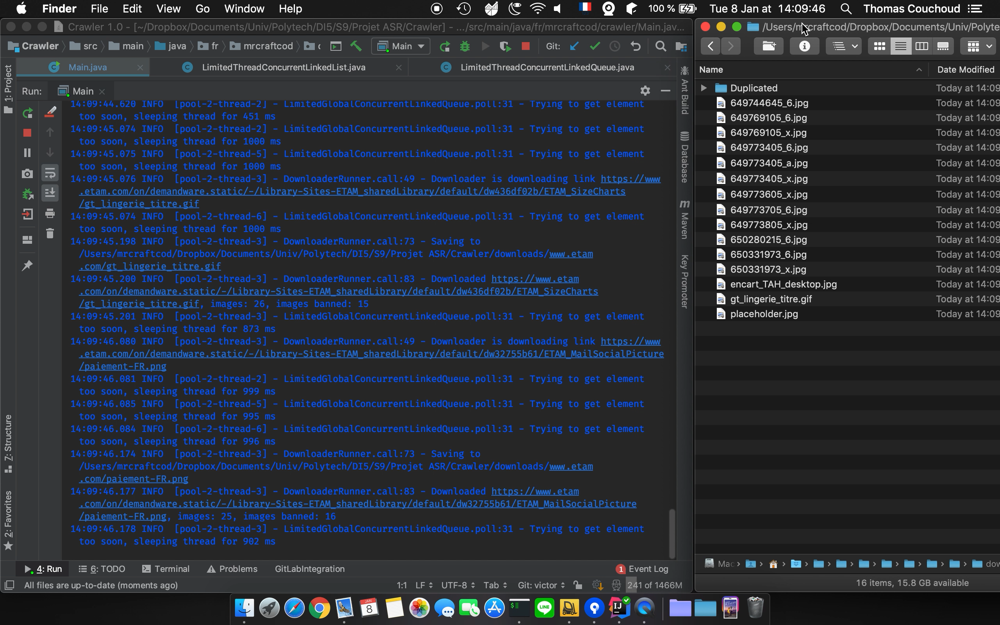 Finder File Edit View Go Window Help 100 % Tue 8 Jan at 14:09:46 Thomas Couchoud
Crawler 1.0 - [~/Dropbox/Documents/Univ/Polytech/DI5/S9/Projet ASR/Crawler] - .../src/main/java/fr/mrcraftcod/crawler/Main.jav...
Crawler src main java fr mrcraftcod c Main Git:
Main.java LimitedThreadConcurrentLinkedList.java LimitedThreadConcurrentLinkedQueue.java
Run: Main
14:09:44.620 INFO [pool-2-thread-2] - LimitedGlobalConcurrentLinkedQueue.poll:31 - Trying to get element
too soon, sleeping thread for 451 ms
14:09:45.074 INFO [pool-2-thread-2] - LimitedGlobalConcurrentLinkedQueue.poll:31 - Trying to get element
too soon, sleeping thread for 1000 ms
14:09:45.075 INFO [pool-2-thread-5] - LimitedGlobalConcurrentLinkedQueue.poll:31 - Trying to get element
too soon, sleeping thread for 1000 ms
14:09:45.076 INFO [pool-2-thread-3] - DownloaderRunner.call:49 - Downloader is downloading link https://www
.etam.com/on/demandware.static/-/Library-Sites-ETAM_sharedLibrary/default/dw436df02b/ETAM_SizeCharts
/gt_lingerie_titre.gif
14:09:45.074 INFO [pool-2-thread-6] - LimitedGlobalConcurrentLinkedQueue.poll:31 - Trying to get element
too soon, sleeping thread for 1000 ms
14:09:45.198 INFO [pool-2-thread-3] - DownloaderRunner.call:73 - Saving to
/Users/mrcraftcod/Dropbox/Documents/Univ/Polytech/DI5/S9/Projet ASR/Crawler/downloads/www.etam
.com/gt_lingerie_titre.gif
14:09:45.200 INFO [pool-2-thread-3] - DownloaderRunner.call:83 - Downloaded https://www.etam
.com/on/demandware.static/-/Library-Sites-ETAM_sharedLibrary/default/dw436df02b/ETAM_SizeCharts
/gt_lingerie_titre.gif, images: 26, images banned: 15
14:09:45.201 INFO [pool-2-thread-3] - LimitedGlobalConcurrentLinkedQueue.poll:31 - Trying to get element
too soon, sleeping thread for 873 ms
14:09:46.080 INFO [pool-2-thread-3] - DownloaderRunner.call:49 - Downloader is downloading link https://www
.etam.com/on/demandware.static/-/Library-Sites-ETAM_sharedLibrary/default/dw32755b61/ETAM_MailSocialPicture
/paiement-FR.png
14:09:46.081 INFO [pool-2-thread-2] - LimitedGlobalConcurrentLinkedQueue.poll:31 - Trying to get element
too soon, sleeping thread for 999 ms
14:09:46.085 INFO [pool-2-thread-5] - LimitedGlobalConcurrentLinkedQueue.poll:31 - Trying to get element
too soon, sleeping thread for 995 ms
14:09:46.084 INFO [pool-2-thread-6] - LimitedGlobalConcurrentLinkedQueue.poll:31 - Trying to get element
too soon, sleeping thread for 996 ms
14:09:46.174 INFO [pool-2-thread-3] - DownloaderRunner.call:73 - Saving to
/Users/mrcraftcod/Dropbox/Documents/Univ/Polytech/DI5/S9/Projet ASR/Crawler/downloads/www.etam
.com/paiement-FR.png
14:09:46.177 INFO [pool-2-thread-3] - DownloaderRunner.call:83 - Downloaded https://www.etam
.com/on/demandware.static/-/Library-Sites-ETAM_sharedLibrary/default/dw32755b61/ETAM_MailSocialPicture
/paiement-FR.png, images: 25, images banned: 16
14:09:46.178 INFO [pool-2-thread-3] - LimitedGlobalConcurrentLinkedQueue.poll:31 - Trying to get element
too soon, sleeping thread for 902 ms
1: Project
7: Structure
2: Favorites
Ant Build
Database
m Maven
Key Promoter
4: Run 6: TODO Terminal Problems GitLabIntegration 1 Event Log
All files are up-to-date (moments ago) 1:1 LF UTF-8 Tab Git: victor 241 of 1466M
/Users/mrcraftcod/Dropbox/Documents/Univ/Polyte
Name Date Modified
Duplicated Today at 14:09
649744645_6.jpg Today at 14:09
649769105_6.jpg Today at 14:09
649769105_x.jpg Today at 14:09
649773405_6.jpg Today at 14:09
649773405_a.jpg Today at 14:09
649773405_x.jpg Today at 14:09
649773605_x.jpg Today at 14:09
649773705_6.jpg Today at 14:09
649773805_x.jpg Today at 14:09
650280215_6.jpg Today at 14:09
650331973_6.jpg Today at 14:09
650331973_x.jpg Today at 14:09
encart_TAH_desktop.jpg Today at 14:09
gt_lingerie_titre.gif Today at 14:09
placeholder.jpg Today at 14:09
Mac dow
16 items, 15.8 GB available
JAN
8
LINE
IJ